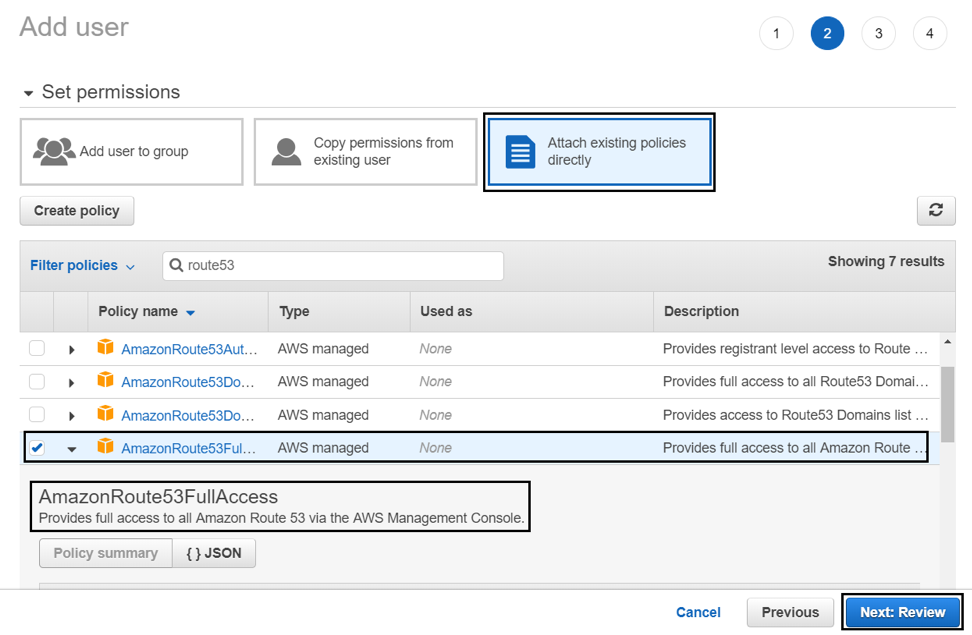 Add user
1 2 3 4
Set permissions
Add user to group
Copy permissions from
existing user
Attach existing policies
directly
Create policy
Filter policies
route53
Showing 7 results
Policy name Type Used as Description
AmazonRoute53Aut... AWS managed None Provides registrant level access to Route ...
AmazonRoute53Do... AWS managed None Provides full access to all Route53 Domai...
AmazonRoute53Do... AWS managed None Provides access to Route53 Domains list ...
AmazonRoute53Ful... AWS managed None Provides full access to all Amazon Route ...
AmazonRoute53FullAccess
Provides full access to all Amazon Route 53 via the AWS Management Console.
Policy summary { } JSON
Cancel Previous Next: Review